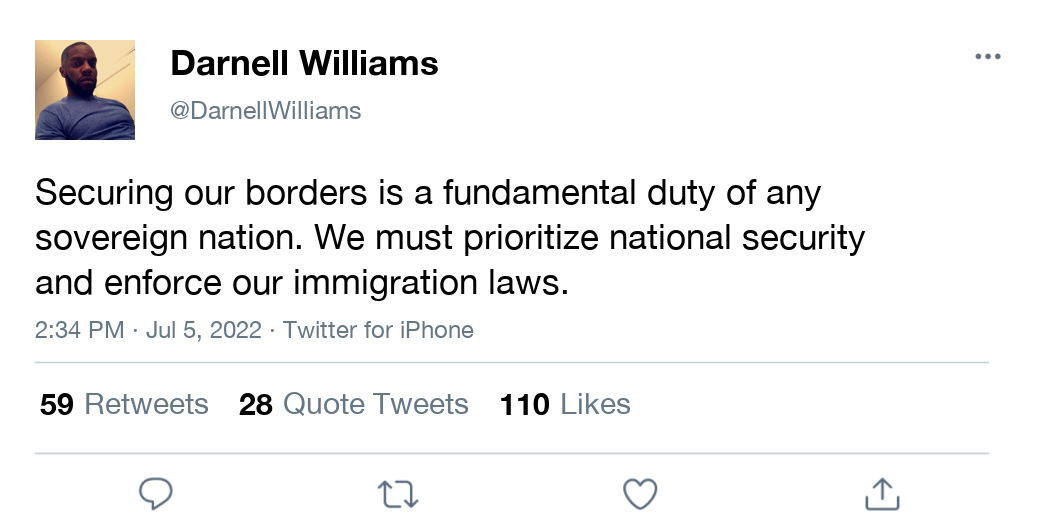 Darnell Williams
@DarnellWilliams
Securing our borders is a fundamental duty of any
sovereign nation. We must prioritize national security
and enforce our immigration laws.
2:34 PM · Jul 5, 2022 · Twitter for iPhone
59 Retweets 28 Quote Tweets 110 Likes